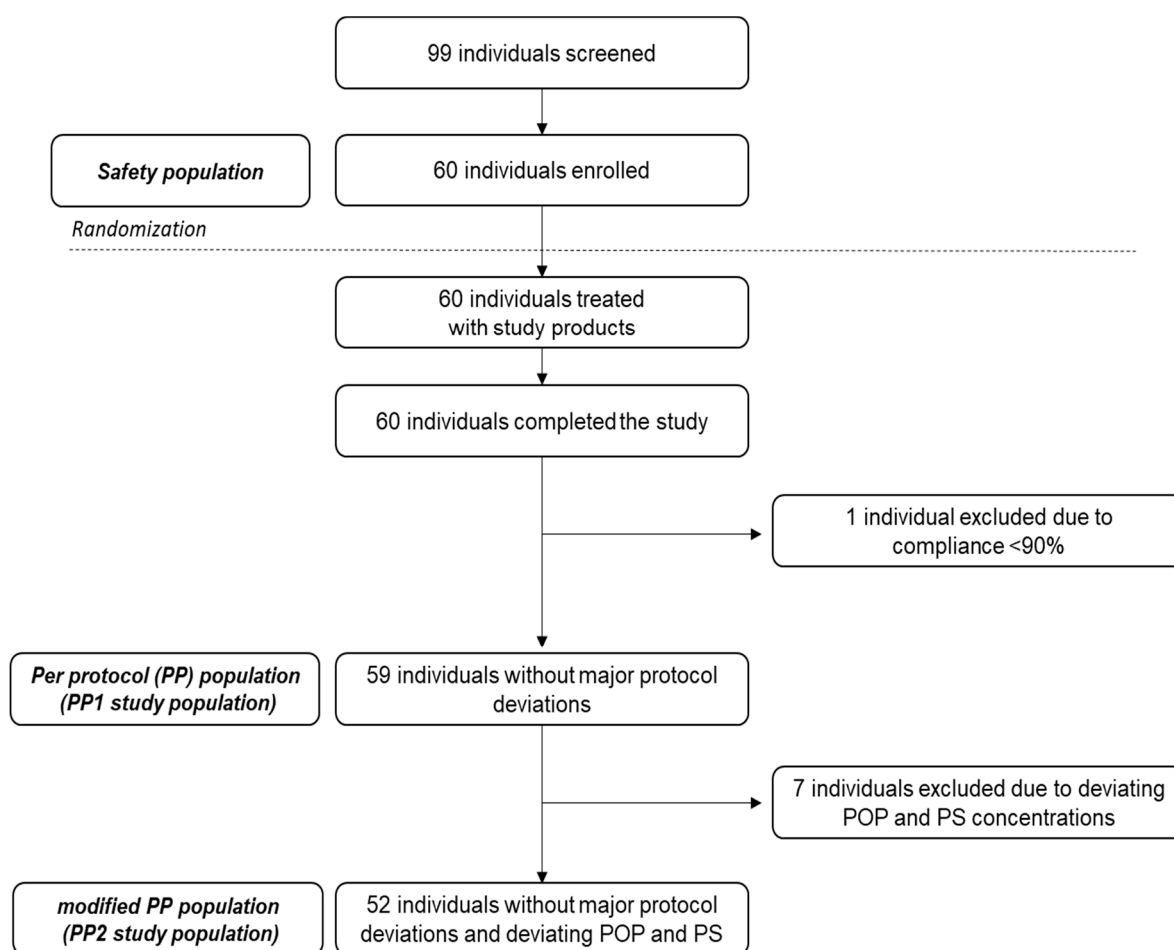 99 individuals screened
Safety population
60 individuals enrolled
Randomization
60 individuals treated
with study products
60 individuals completed the study
1 individual excluded due to
compliance <90%
Per protocol (PP) population
(PP1 study population)
59 individuals without major protocol
deviations
7 individuals excluded due to deviating
POP and PS concentrations
modified PP population
(PP2 study population)
52 individuals without major protocol
deviations and deviating POP and PS